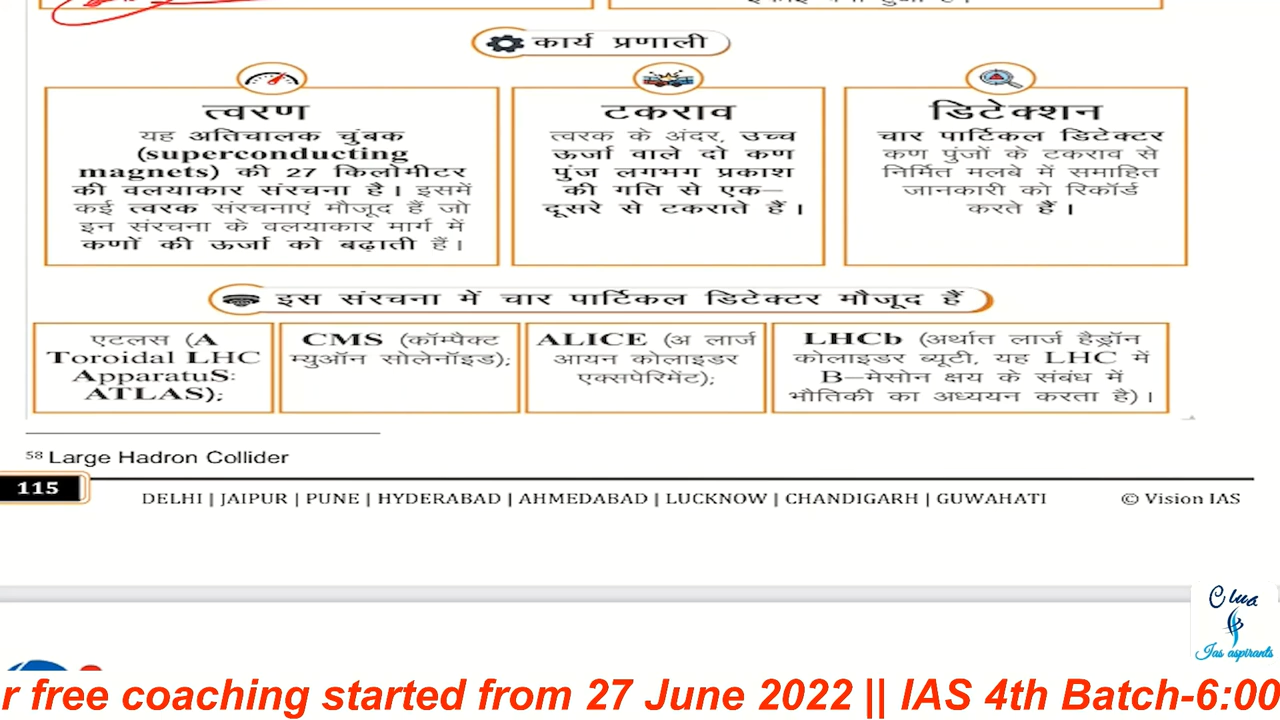 कार्य प्रणाली
त्वरण
यह अतिचालक चुंबक
(superconducting
magnets) की 27 किलोमीटर
की वलयाकार संरचना है। इसमें
कई त्वरक संरचनाएं मौजूद हैं जो
इन संरचना के वलयाकार मार्ग में
कणों की ऊर्जा को बढ़ाती हैं।
टकराव
त्वरक के अंदर, उच्च
ऊर्जा वाले दो कण
पुंज लगभग प्रकाश
की गति से एक–
दूसरे से टकराते हैं।
डिटेक्शन
चार पार्टिकल डिटेक्टर
कण पुंजों के टकराव से
निर्मित मलबे में समाहित
जानकारी को रिकॉर्ड
करते हैं।
इस संरचना में चार पार्टिकल डिटेक्टर मौजूद हैं
एटलस (A
Toroidal LHC
ApparatuS:
ATLAS);
CMS (कॉम्पैक्ट
म्युऑन सोलेनॉइड);
ALICE (अ लार्ज
आयन कोलाइडर
एक्सपेरिमेंट);
LHCb (अर्थात लार्ज हैड्रॉन
कोलाइडर ब्यूटी, यह LHC में
B–मेसोन क्षय के संबंध में
भौतिकी का अध्ययन करता है)।
58 Large Hadron Collider
115
DELHI | JAIPUR | PUNE | HYDERABAD | AHMEDABAD | LUCKNOW | CHANDIGARH | GUWAHATI
© Vision IAS
Ias aspirants
r free coaching started from 27 June 2022 || IAS 4th Batch-6:00